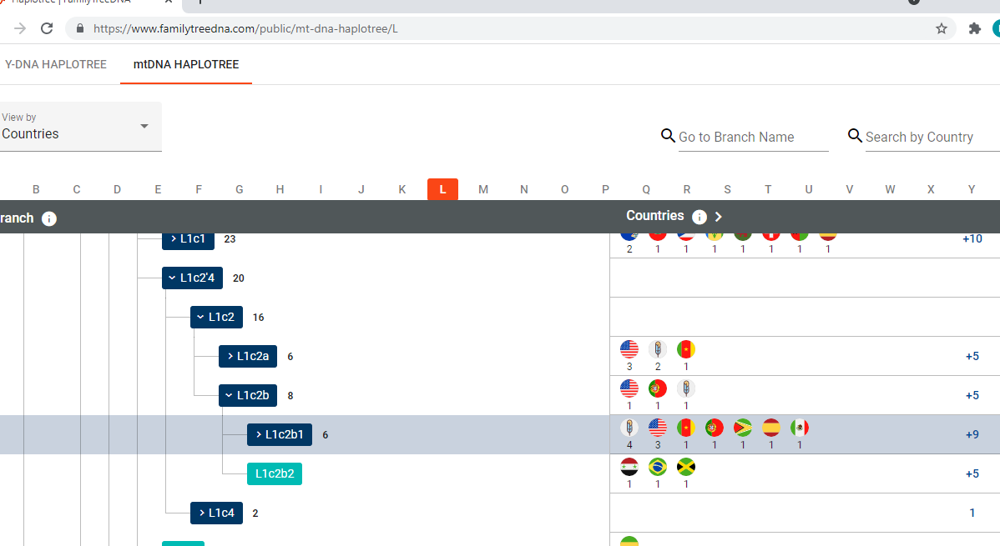 Haplotree | FamilyTreeDNA
https://www.familytreedna.com/public/mt-dna-haplotree/L
Y-DNA HAPLOTREE mtDNA HAPLOTREE
View by
Countries
Go to Branch Name Search by Country
B C D E F G H I J K L M N O P Q R S T U V W X Y
ranch i Countries i
L1c1 23 +10
2 1 1 1 1 1 1 1
L1c2'4 20
L1c2 16
L1c2a 6 +5
3 2 1
L1c2b 8 +5
1 1 1
L1c2b1 6 +9
4 3 1 1 1 1 1
L1c2b2 +5
1 1 1
L1c4 2 1